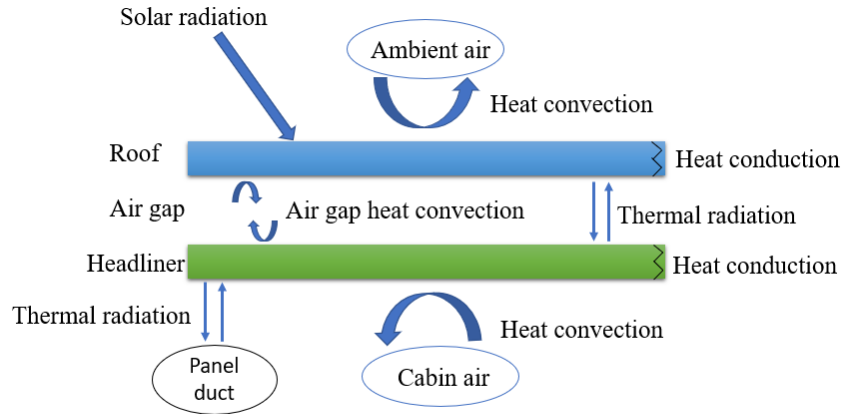 Solar radiation
Ambient air
Heat convection
Roof
Heat conduction
Air gap
Air gap heat convection
Thermal radiation
Headliner
Heat conduction
Thermal radiation
Heat convection
Panel
duct
Cabin air